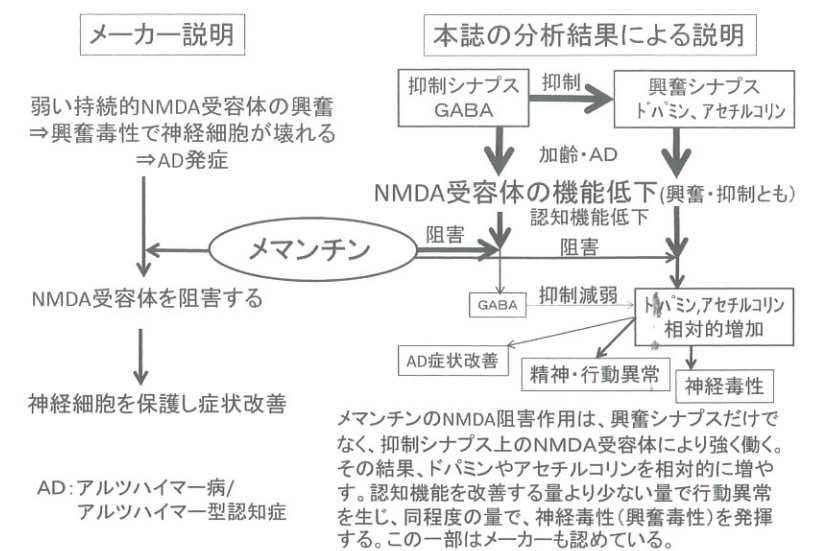 メーカー説明
弱い持続的NMDA受容体の興奮
⇒興奮毒性で神経細胞が壊れる
⇒AD発症
メマンチン
NMDA受容体を阻害する
神経細胞を保護し症状改善
AD:アルツハイマー病/
アルツハイマー型認知症
本誌の分析結果による説明
抑制シナプス
GABA
抑制
興奮シナプス
ドパミン、アセチルコリン
加齢・AD
NMDA受容体の機能低下(興奮・抑制とも)
認知機能低下
阻害
阻害
GABA
抑制減弱
ドパミン,アセチルコリン
相対的増加
AD症状改善
精神・行動異常
神経毒性
メマンチンのNMDA阻害作用は、興奮シナプスだけで
なく、抑制シナプス上のNMDA受容体により強く働く。
その結果、ドパミンやアセチルコリンを相対的に増や
す。認知機能を改善する量より少ない量で行動異常
を生じ、同程度の量で、神経毒性(興奮毒性)を発揮
する。この一部はメーカーも認めている。